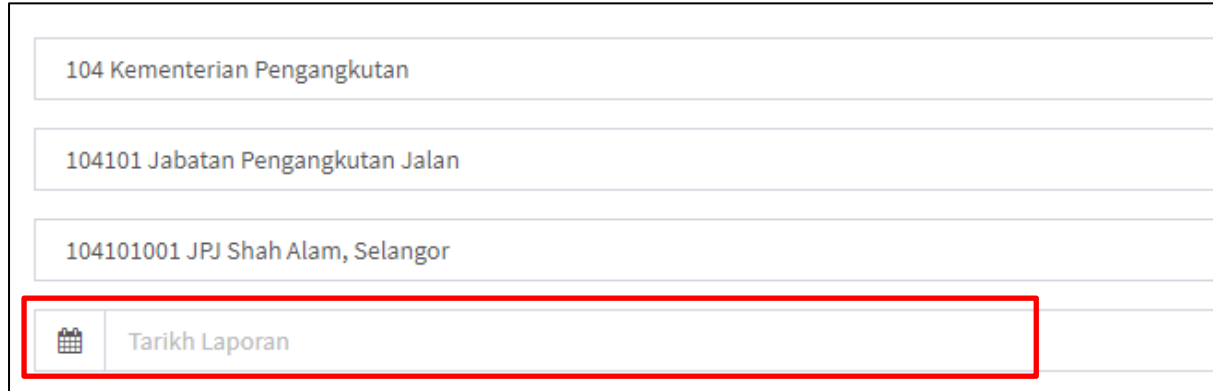 104 Kementerian Pengangkutan
104101 Jabatan Pengangkutan Jalan
104101001 JPJ Shah Alam, Selangor
Tarikh Laporan